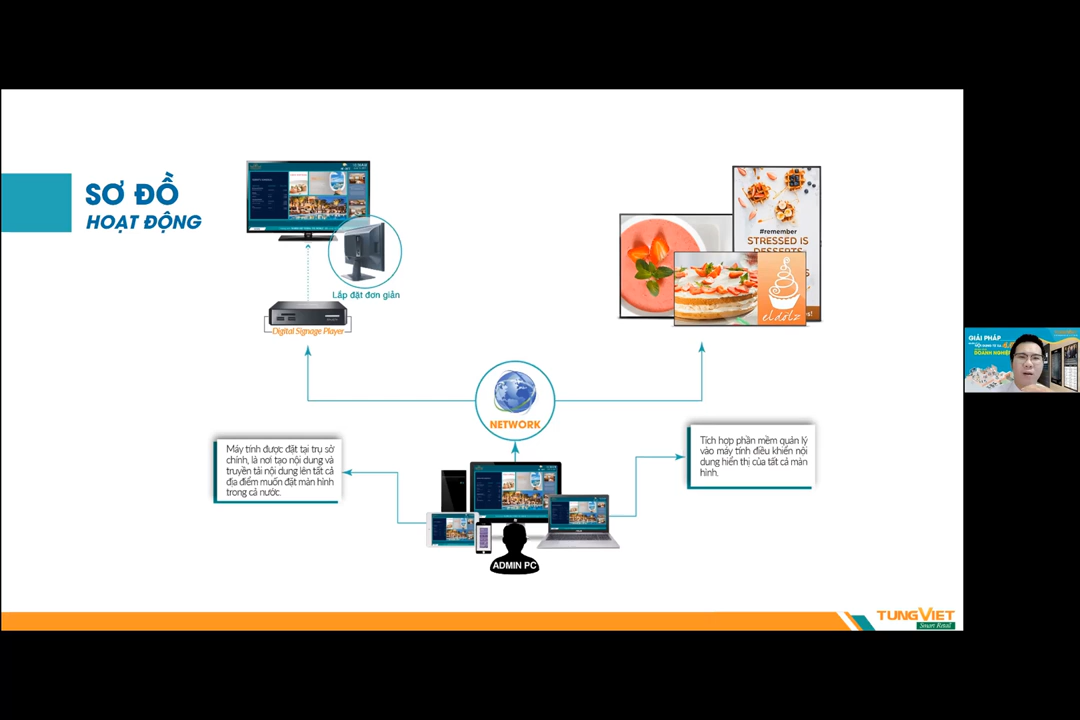 SƠ ĐỒ
HOẠT ĐỘNG
Lắp đặt đơn giản
Digital Signage Player
#remember
STRESSED IS
DESSERTS
eldolz
NETWORK
Máy tính được đặt tại trụ sở
chính, là nơi tạo nội dung và
truyền tải nội dung lên tất cả
địa điểm muốn đặt màn hình
trong cả nước.
Tích hợp phần mềm quản lý
vào máy tính điều khiển nội
dung hiển thị của tất cả màn
hình.
ADMIN PC
TUNGVIET
Smart Retail
GIẢI PHÁP
DOANH NGHIỆP